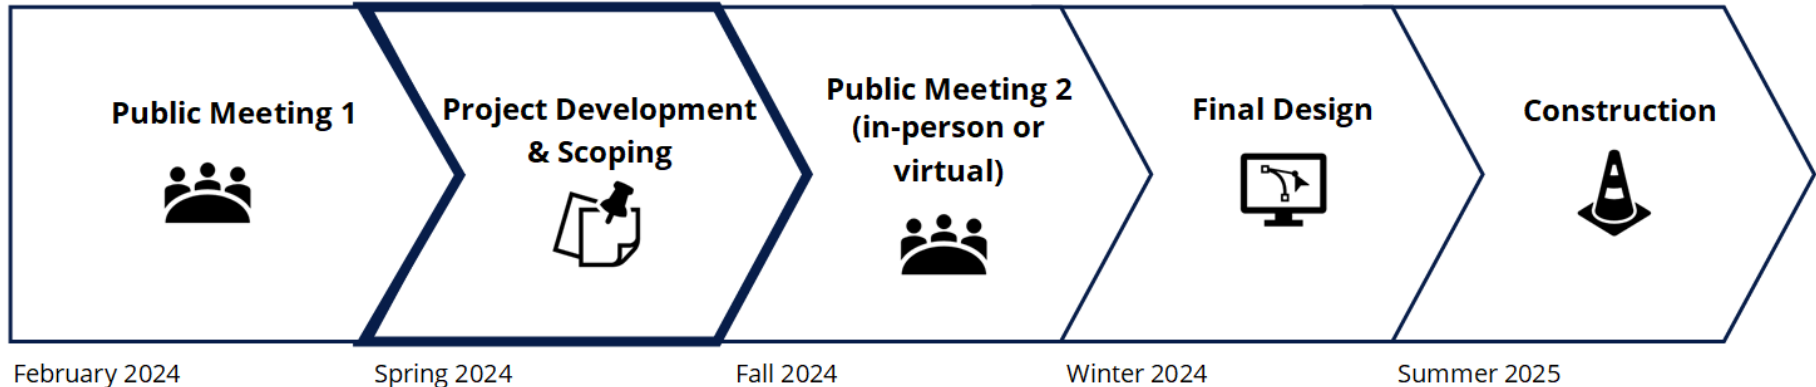 Public Meeting 1
Project Development
& Scoping
Public Meeting 2
(in-person or
virtual)
Final Design
Construction
February 2024
Spring 2024
Fall 2024
Winter 2024
Summer 2025